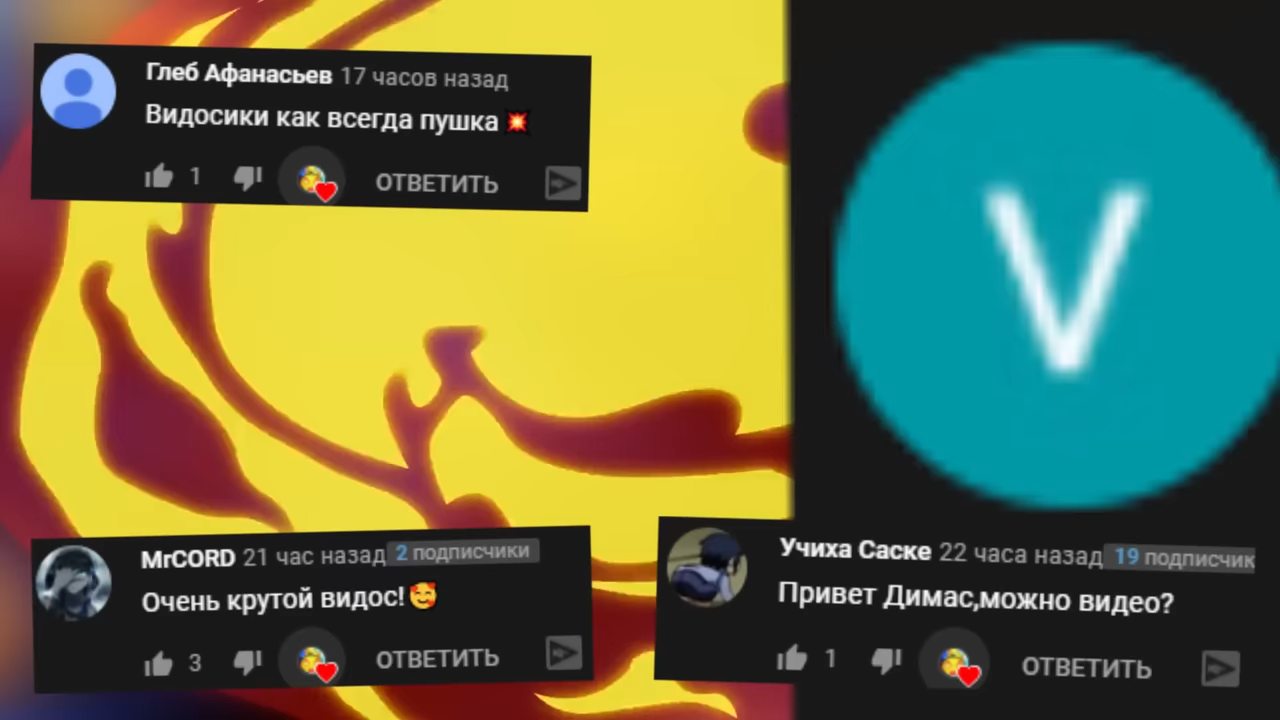 Глеб Афанасьев 17 часов назад
Видосики как всегда пушка 💥
1 ОТВЕТИТЬ
V
MrCORD 21 час назад 2 подписчики
Очень крутой видос!🥰
3 ОТВЕТИТЬ
Учиха Саске 22 часа назад 19 подписчик
Привет Димас,можно видео?
1 ОТВЕТИТЬ